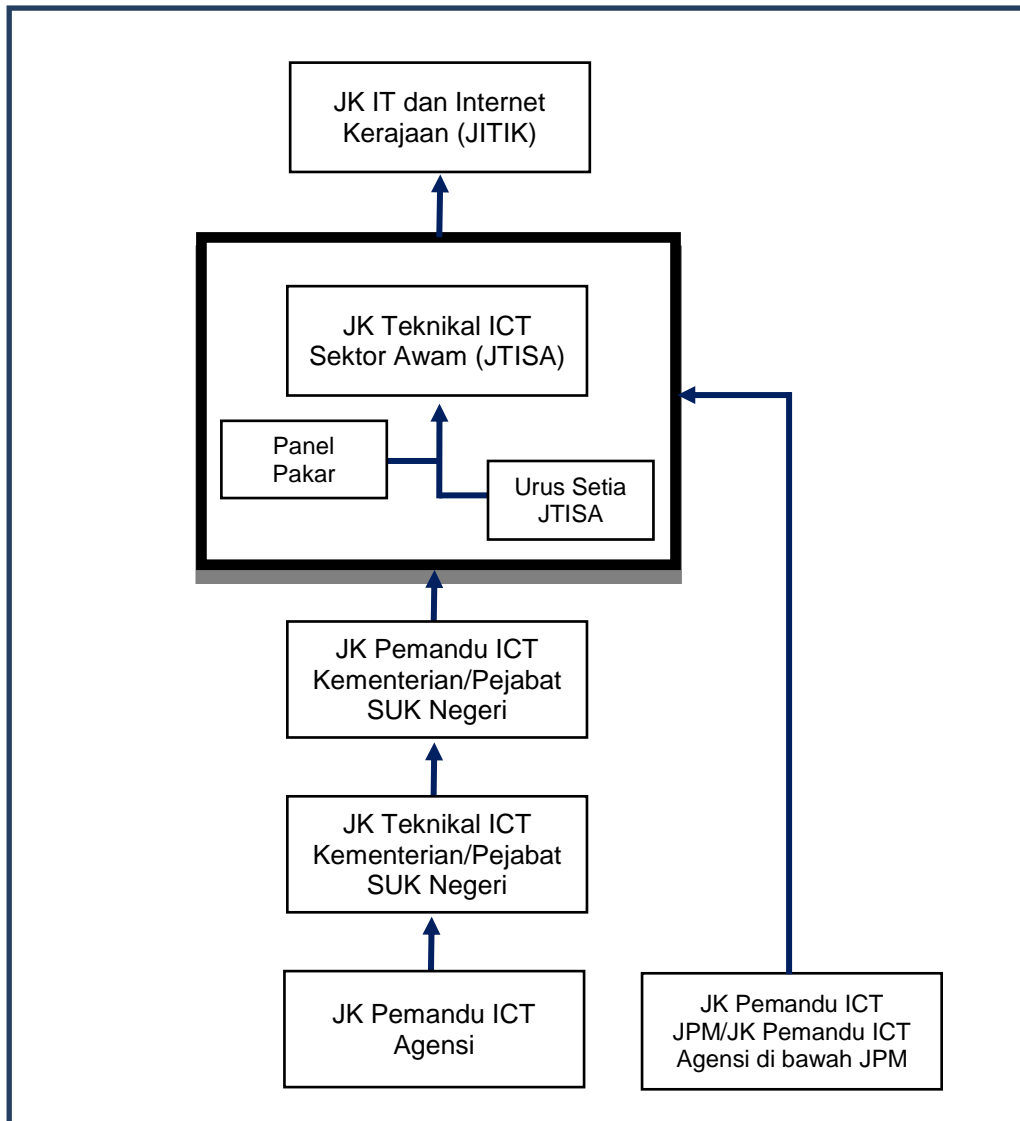 JK IT dan Internet
Kerajaan (JITIK)
JK Teknikal ICT
Sektor Awam (JTISA)
Panel
Pakar
Urus Setia
JTISA
JK Pemandu ICT
Kementerian/Pejabat
SUK Negeri
JK Teknikal ICT
Kementerian/Pejabat
SUK Negeri
JK Pemandu ICT
Agensi
JK Pemandu ICT
JPM/JK Pemandu ICT
Agensi di bawah JPM